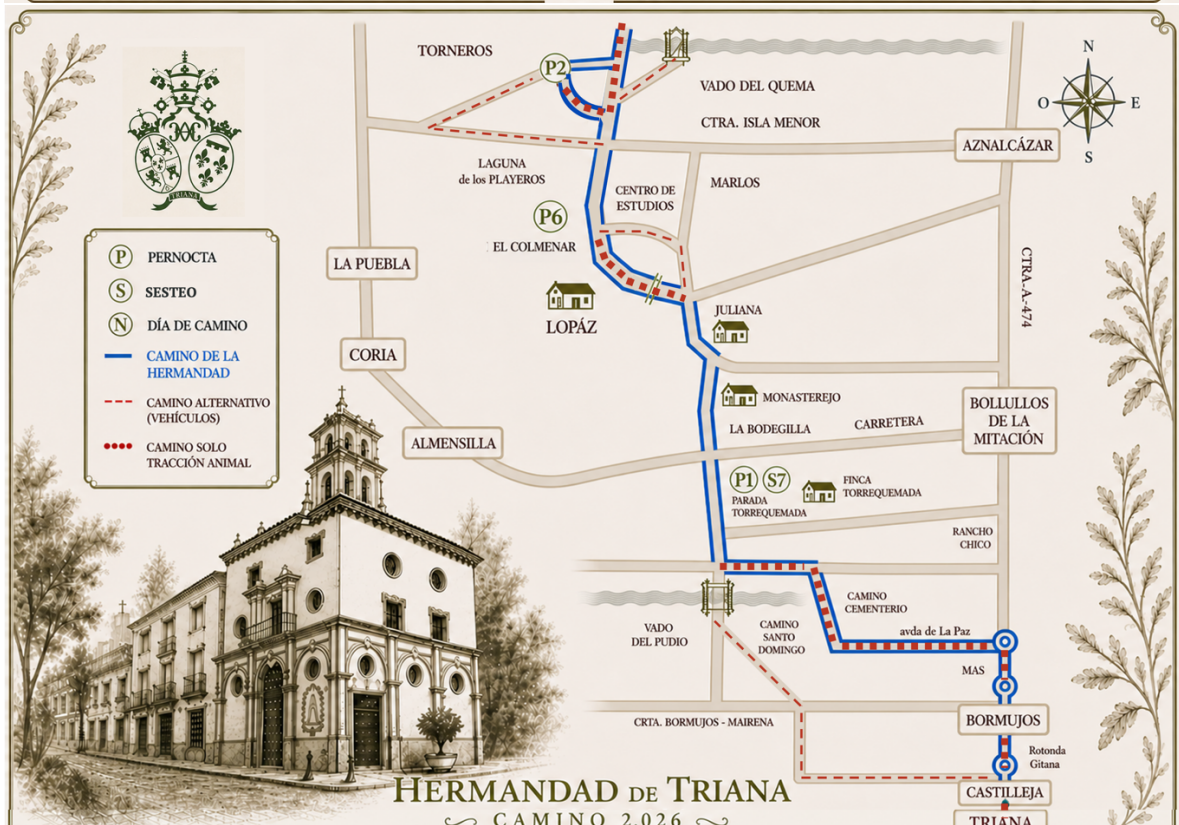 TORNEROS
P2
VADO DEL QUEMA
CTRA. ISLA MENOR
AZNALCÁZAR
N
O
E
S
TRIANA
LAGUNA
de los PLAYEROS
CENTRO DE
ESTUDIOS
MARLOS
P6
EL COLMENAR
LOPÁZ
LA PUEBLA
CORIA
ALMENSILLA
CTRA-A-474
JULIANA
MONASTEREJO
LA BODEGILLA
CARRETERA
BOLLULLOS
DE LA
MITACIÓN
P PERNOCTA
S SESTEO
N DÍA DE CAMINO
CAMINO DE LA
HERMANDAD
CAMINO ALTERNATIVO
(VEHÍCULOS)
CAMINO SOLO
TRACCIÓN ANIMAL
P1 S7
PARADA
TORREQUEMADA
FINCA
TORREQUEMADA
RANCHO
CHICO
CAMINO
CEMENTERIO
VADO
DEL PUDIO
CAMINO
SANTO
DOMINGO
avda de La Paz
MAS
CRTA. BORMUJOS - MAIRENA
BORMUJOS
Rotonda
Gitana
CASTILLEJA
TRIANA
HERMANDAD DE TRIANA
CAMINO 2.026